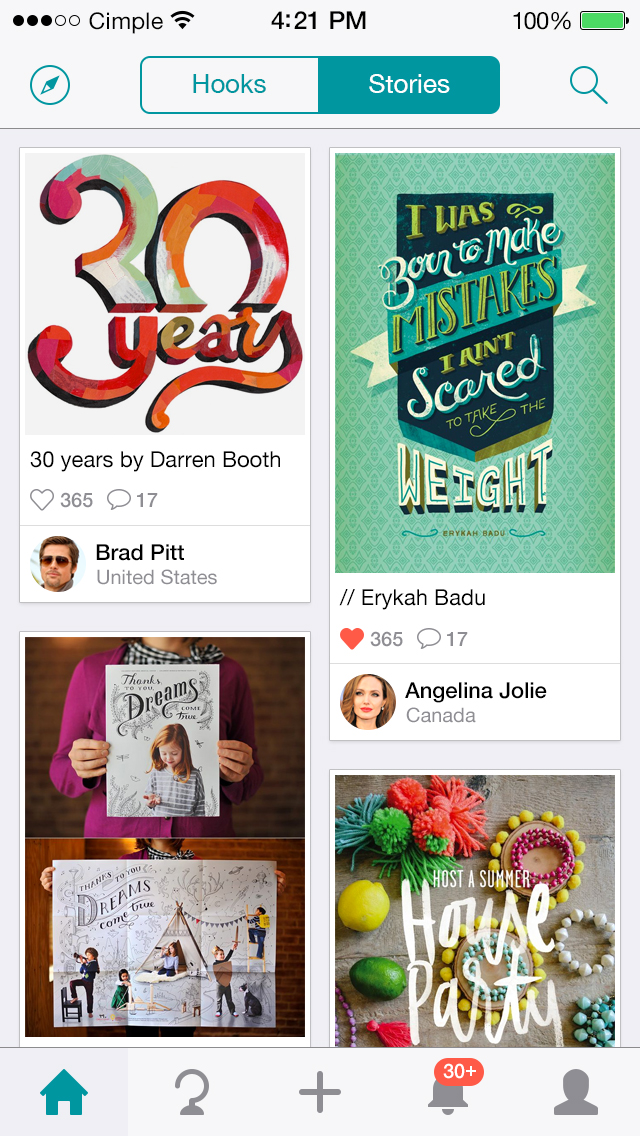 Cimple 4:21 PM 100%
Hooks Stories
30
years
30 years by Darren Booth
365 17
Brad Pitt
United States
I WAS
Born to make
MISTAKES
I AINT
Scared
TO TAKE THE
WEIGHT
ERYKAH BADU
// Erykah Badu
365 17
Angelina Jolie
Canada
Thanks
TO YOU,
Dreams
COME
true
THANKS TO YOU
DREAMS
come true
HOST A SUMMER
House
Party
30+